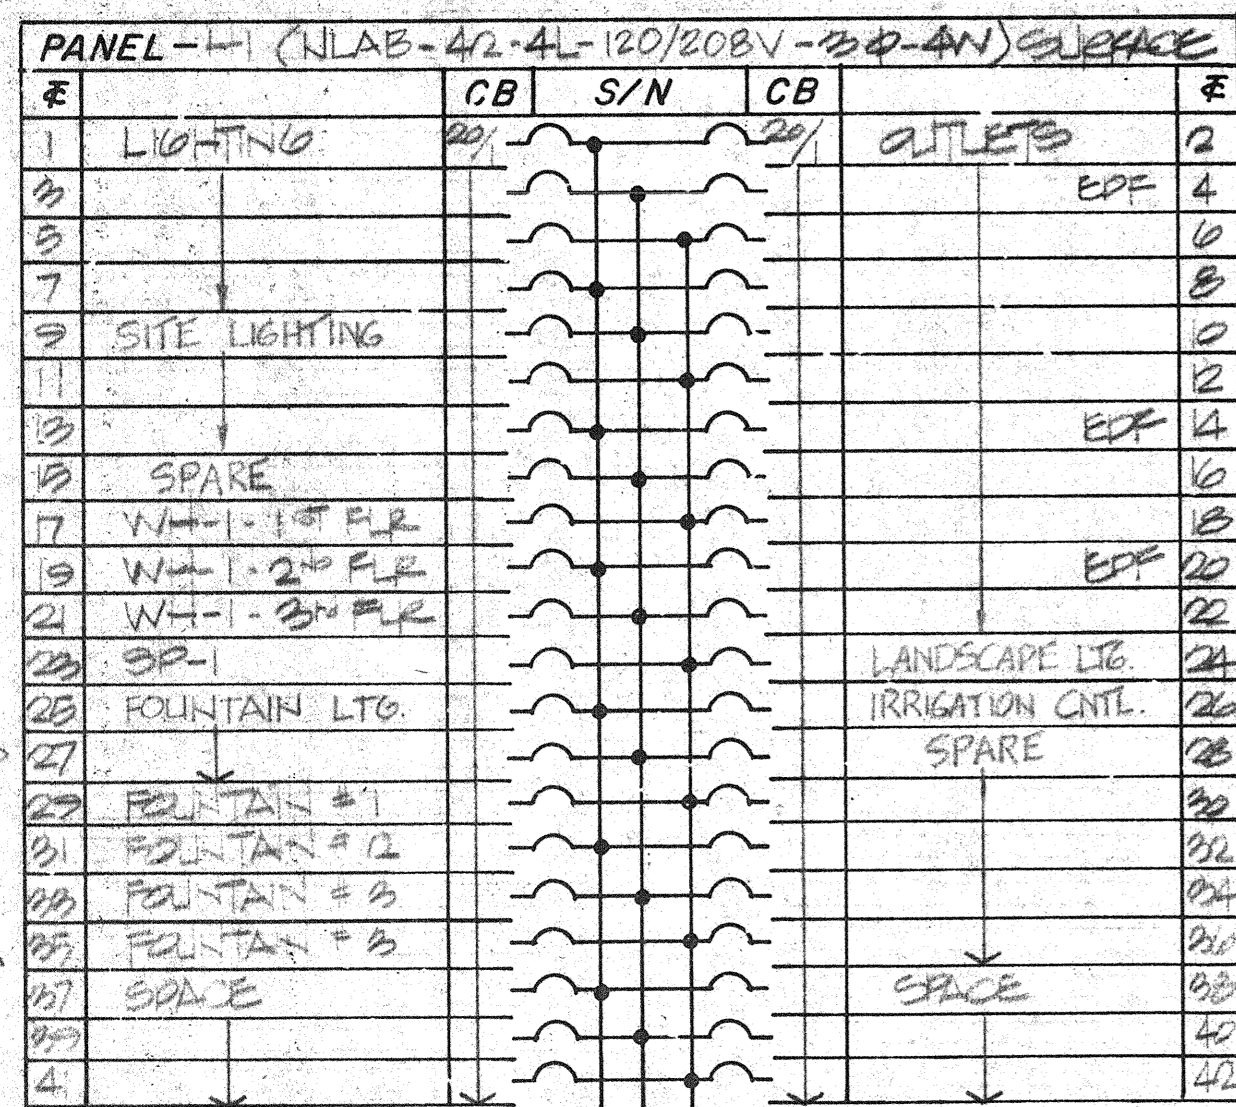 PANEL-H1 (NLAB-42-4L-120/208V-3Φ-4W) SURFACE
CB S/N CB
1 LIGHTING 20/1 20/1 OUTLETS 2
3 EDF 4
5 6
7 8
9 SITE LIGHTING 10
11 12
13 EDF 14
15 SPARE 16
17 WH-1-1ST FLR 18
19 WH-1-2ND FLR EDF 20
21 WH-1-3RD FLR 22
23 SP-1 LANDSCAPE LTG. 24
25 FOUNTAIN LTG. IRRIGATION CNTL. 26
27 SPARE 28
29 FOUNTAIN #1 30
31 FOUNTAIN #2 32
33 FOUNTAIN #3 34
35 FOUNTAIN #3 36
37 SPACE SPACE 38
39 40
41 42